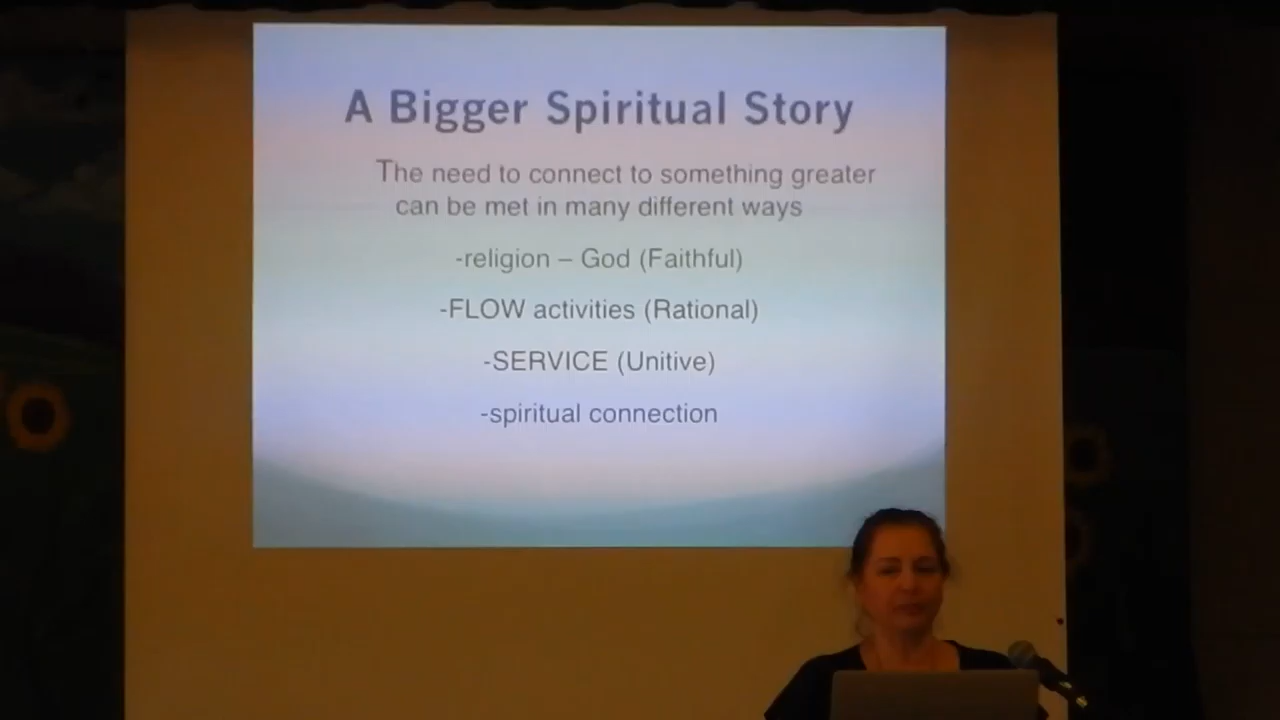 A Bigger Spiritual Story
The need to connect to something greater
can be met in many different ways
-religion – God (Faithful)
-FLOW activities (Rational)
-SERVICE (Unitive)
-spiritual connection